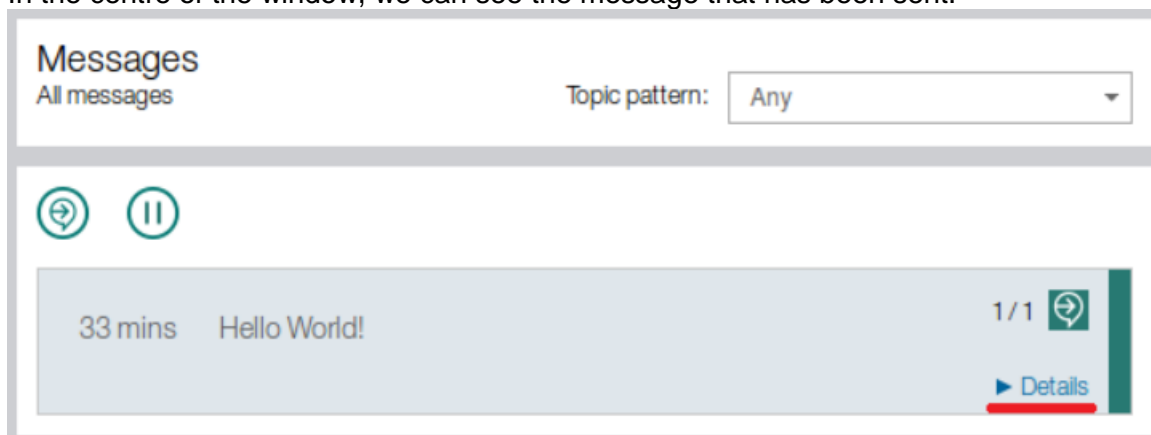 In the centre of the window, we can see the message that has been sent.
Messages
All messages
Topic pattern: Any
33 mins Hello World! 1/1
Details